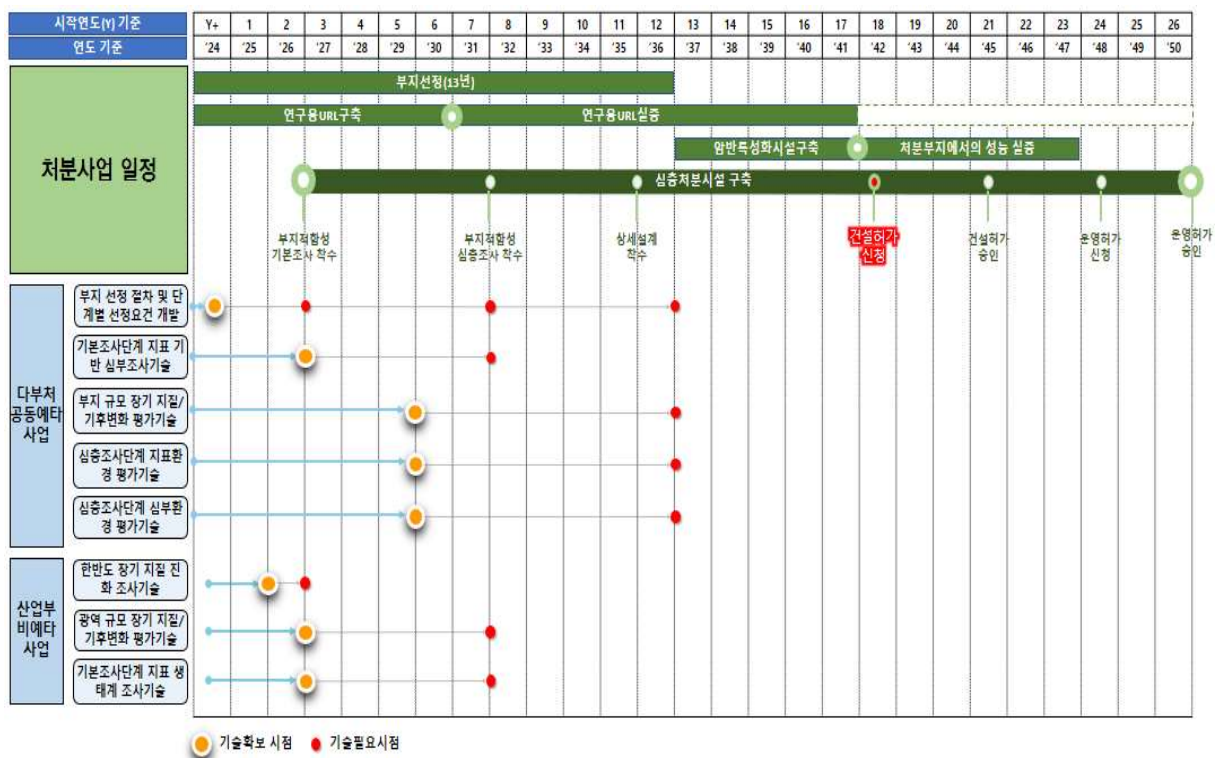 시작연도(Y) 기준 Y+ 1 2 3 4 5 6 7 8 9 10 11 12 13 14 15 16 17 18 19 20 21 22 23 24 25 26
연도 기준 '24 '25 '26 '27 '28 '29 '30 '31 '32 '33 '34 '35 '36 '37 '38 '39 '40 '41 '42 '43 '44 '45 '46 '47 '48 '49 '50
처분사업 일정
부지선정(13년)
연구용URL구축 연구용URL실증
암반특성화시설구축 처분부지에서의 성능 실증
심층처분시설 구축
부지적합성
기본조사 착수
부지적합성
심층조사 착수
상세설계
착수
건설허가
신청
건설허가
승인
운영허가
신청
운영허가
승인
다부처
공동예타
사업
부지 선정 절차 및 단
계별 선정요건 개발
기본조사단계 지표 기
반 심부조사기술
부지 규모 장기 지질/
기후변화 평가기술
심층조사단계 지표환
경 평가기술
심층조사단계 심부환
경 평가기술
산업부
비예타
사업
한반도 장기 지질 진
화 조사기술
광역 규모 장기 지질/
기후변화 평가기술
기본조사단계 지표 생
태계 조사기술
기술확보 시점 기술필요시점